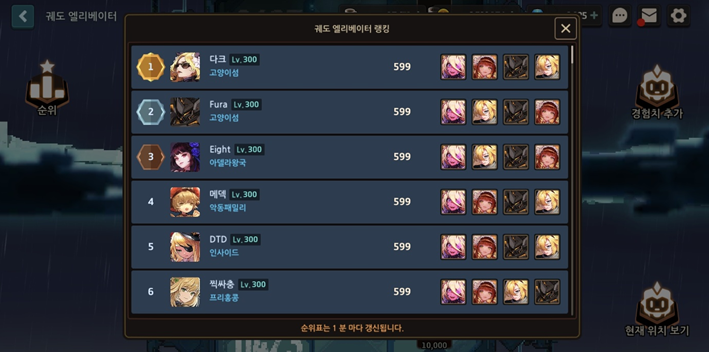 궤도 엘리베이터
궤도 엘리베이터 랭킹
순위
1 다크 Lv.300 599
고양이섬
2 Fura Lv.300 599
고양이섬
3 Eight Lv.300 599
아델라왕국
4 메덱 Lv.300 599
악동패밀리
5 DTD Lv.300 599
인사이드
6 찍싸충 Lv.300 599
프리홍콩
경험치 추가
현재 위치 보기
순위표는 1 분 마다 갱신됩니다.
10,000